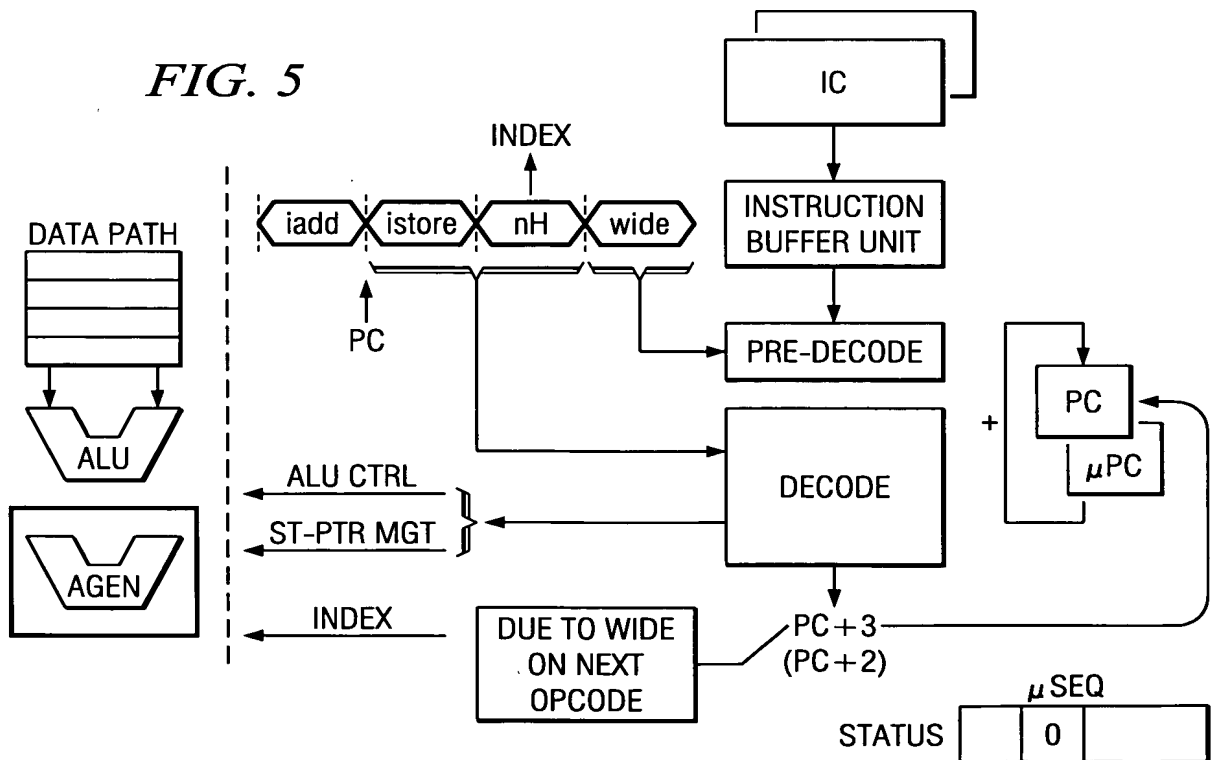 FIG. 5
IC
INDEX
iadd istore nH wide
INSTRUCTION
BUFFER UNIT
DATA PATH
PC
PRE-DECODE
PC
+
µPC
ALU
DECODE
ALU CTRL
ST-PTR MGT
AGEN
INDEX
DUE TO WIDE
ON NEXT
OPCODE
PC+3
(PC+2)
µSEQ
STATUS 0